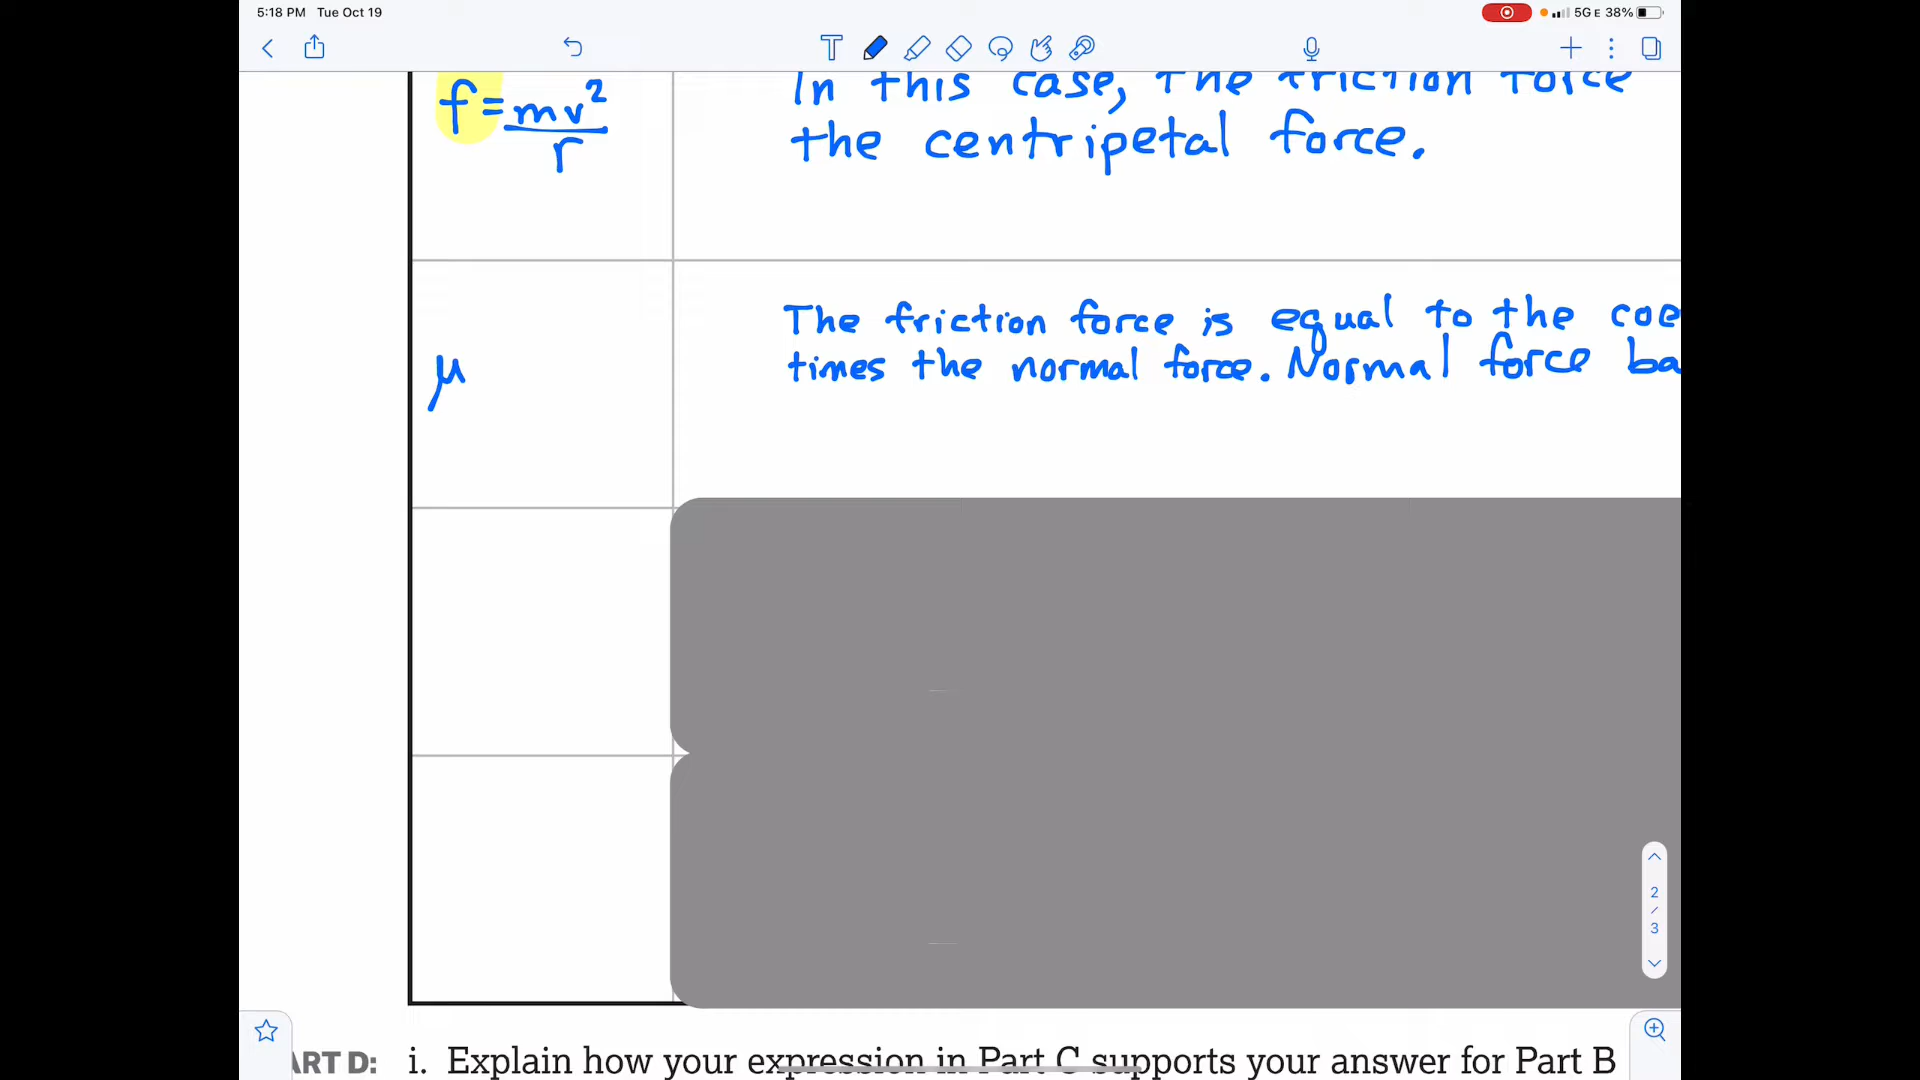 5:18 PM Tue Oct 19
5G E 38%
f = mv²/r
In this case, the friction force
the centripetal force.
μ
The friction force is equal to the coe
times the normal force. Normal force ba
2
/
3
ART D: i. Explain how your expression in Part C supports your answer for Part B